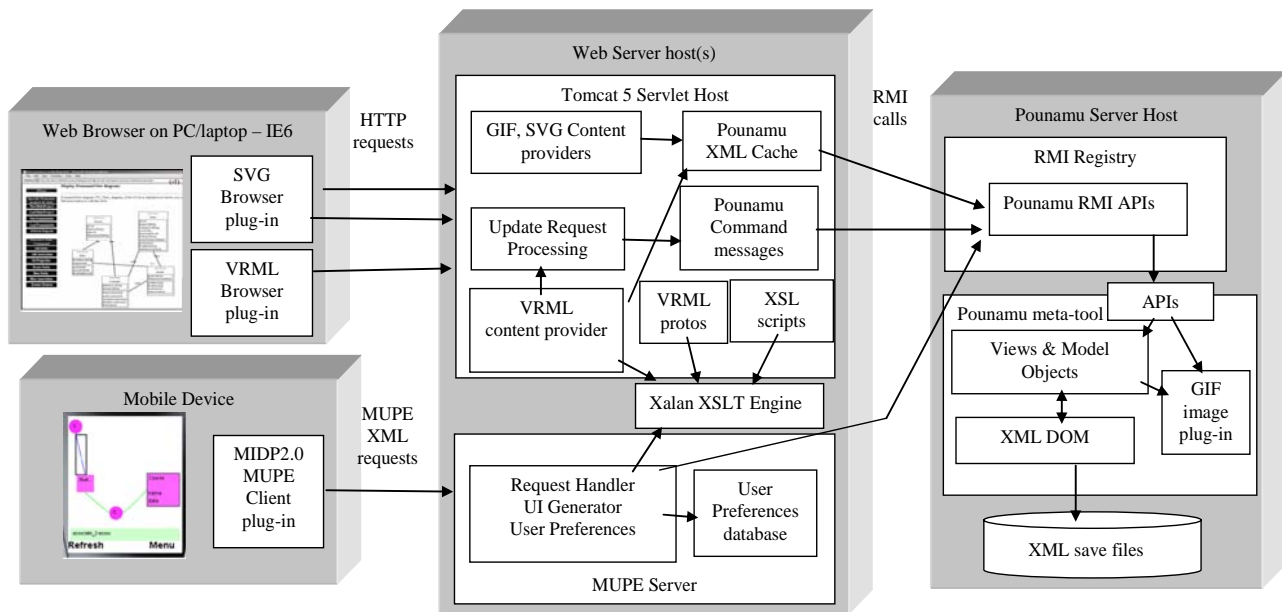 Web Browser on PC/laptop – IE6
SVG
Browser
plug-in
VRML
Browser
plug-in
Mobile Device
MIDP2.0
MUPE
Client
plug-in
Refresh
Menu
HTTP
requests
MUPE
XML
requests
Web Server host(s)
Tomcat 5 Servlet Host
GIF, SVG Content
providers
Pounamu
XML Cache
Update Request
Processing
Pounamu
Command
messages
VRML
content provider
VRML
protos
XSL
scripts
Xalan XSLT Engine
Request Handler
UI Generator
User Preferences
User
Preferences
database
MUPE Server
RMI
calls
Pounamu Server Host
RMI Registry
Pounamu RMI APIs
APIs
Pounamu meta-tool
Views & Model
Objects
GIF
image
plug-in
XML DOM
XML save files